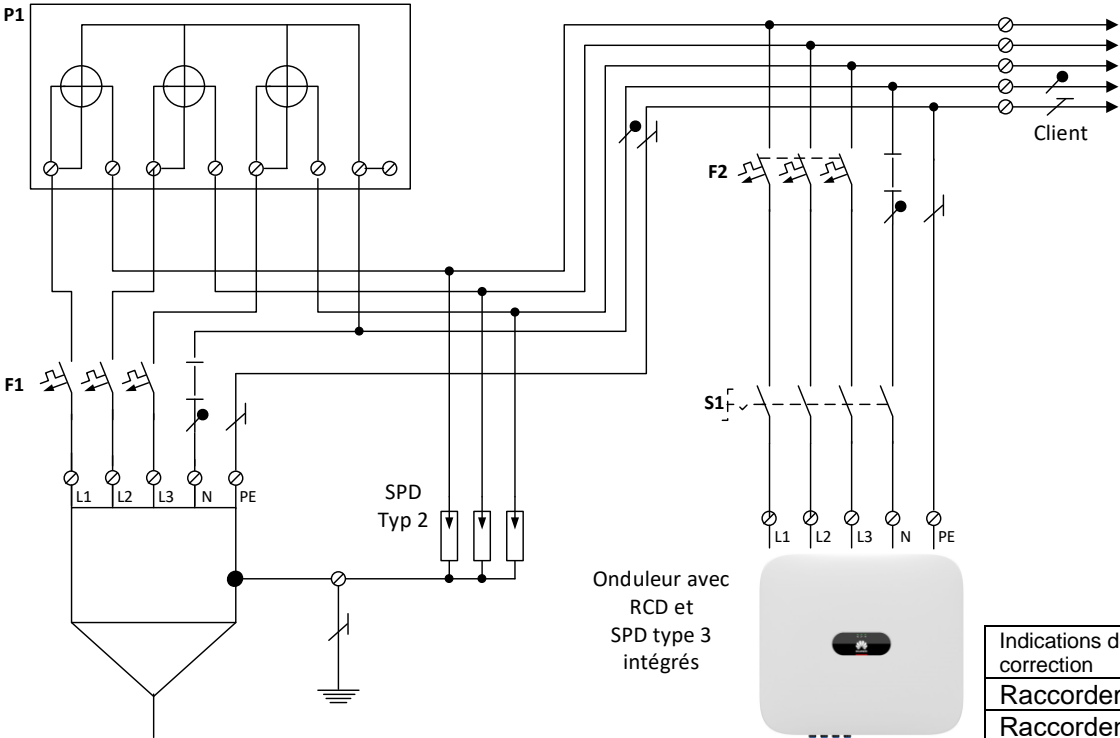 P1
Client
F2
F1
S1
L1 L2 L3 N PE
SPD
Typ 2
L1 L2 L3 N PE
Onduleur avec
RCD et
SPD type 3
intégrés
Indications d
correction
Raccorder
Raccorder